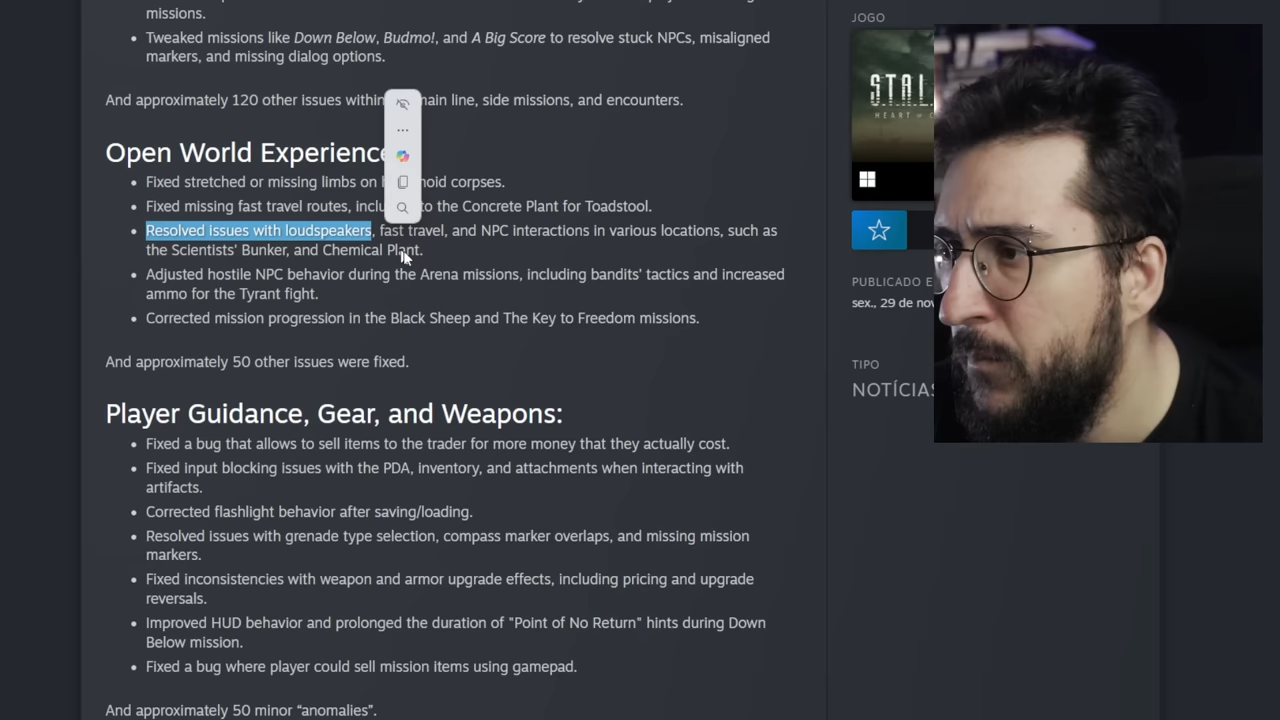 missions.
Tweaked missions like Down Below, Budmo!, and A Big Score to resolve stuck NPCs, misaligned
markers, and missing dialog options.
And approximately 120 other issues within main line, side missions, and encounters.
Open World Experience
Fixed stretched or missing limbs on corpses.
Fixed missing fast travel routes, to the Concrete Plant for Toadstool.
Resolved issues with loudspeakers, fast travel, and NPC interactions in various locations, such as
the Scientists' Bunker, and Chemical Plant.
Adjusted hostile NPC behavior during the Arena missions, including bandits' tactics and increased
ammo for the Tyrant fight.
Corrected mission progression in the Black Sheep and The Key to Freedom missions.
And approximately 50 other issues were fixed.
Player Guidance, Gear, and Weapons:
Fixed a bug that allows to sell items to the trader for more money that they actually cost.
Fixed input blocking issues with the PDA, inventory, and attachments when interacting with
artifacts.
Corrected flashlight behavior after saving/loading.
Resolved issues with grenade type selection, compass marker overlaps, and missing mission
markers.
Fixed inconsistencies with weapon and armor upgrade effects, including pricing and upgrade
reversals.
Improved HUD behavior and prolonged the duration of "Point of No Return" hints during Down
Below mission.
Fixed a bug where player could sell mission items using gamepad.
And approximately 50 minor “anomalies”.
JOGO
S.T.A.L.
HEART OF
PUBLICADO E
sex., 29 de nov
TIPO
NOTÍCIAS